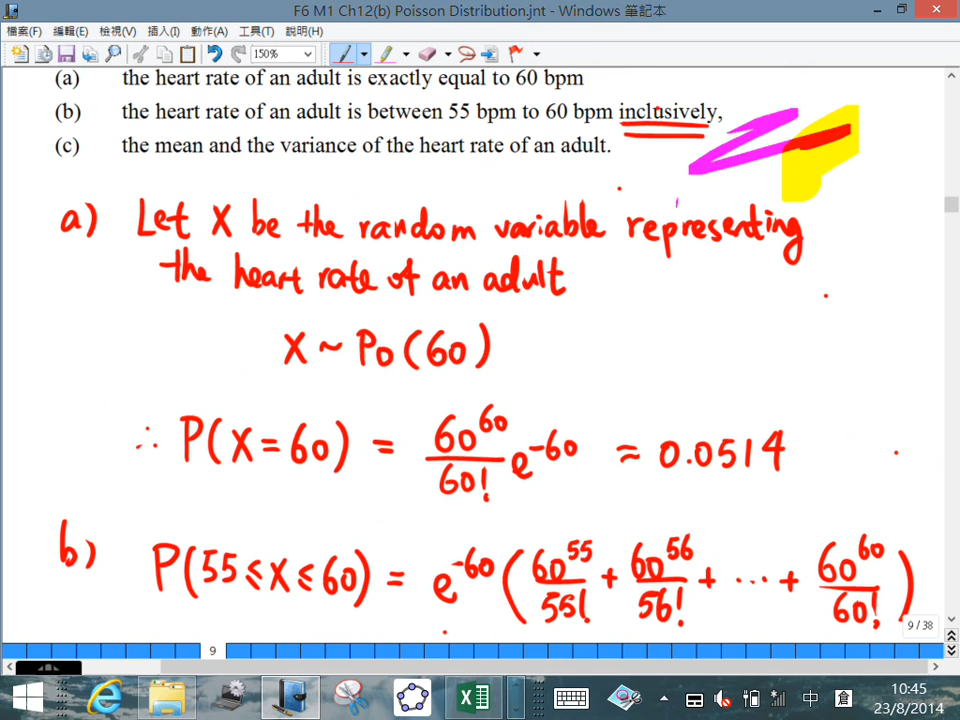 F6 M1 Ch12(b) Poisson Distribution.jnt - Windows 筆記本
檔案(F) 編輯(E) 檢視(V) 插入(I) 動作(A) 工具(T) 說明(H)
150%
(a) the heart rate of an adult is exactly equal to 60 bpm
(b) the heart rate of an adult is between 55 bpm to 60 bpm inclusively,
(c) the mean and the variance of the heart rate of an adult.
a) Let X be the random variable representing
the heart rate of an adult
X ~ Po(60)
∴ P(X=60) = 60^60/60! e^-60 ≈ 0.0514
b) P(55≤X≤60) = e^-60 (60^55/55! + 60^56/56! + ... + 60^60/60!)
9 / 38
9
中 倉 10:45
23/8/2014